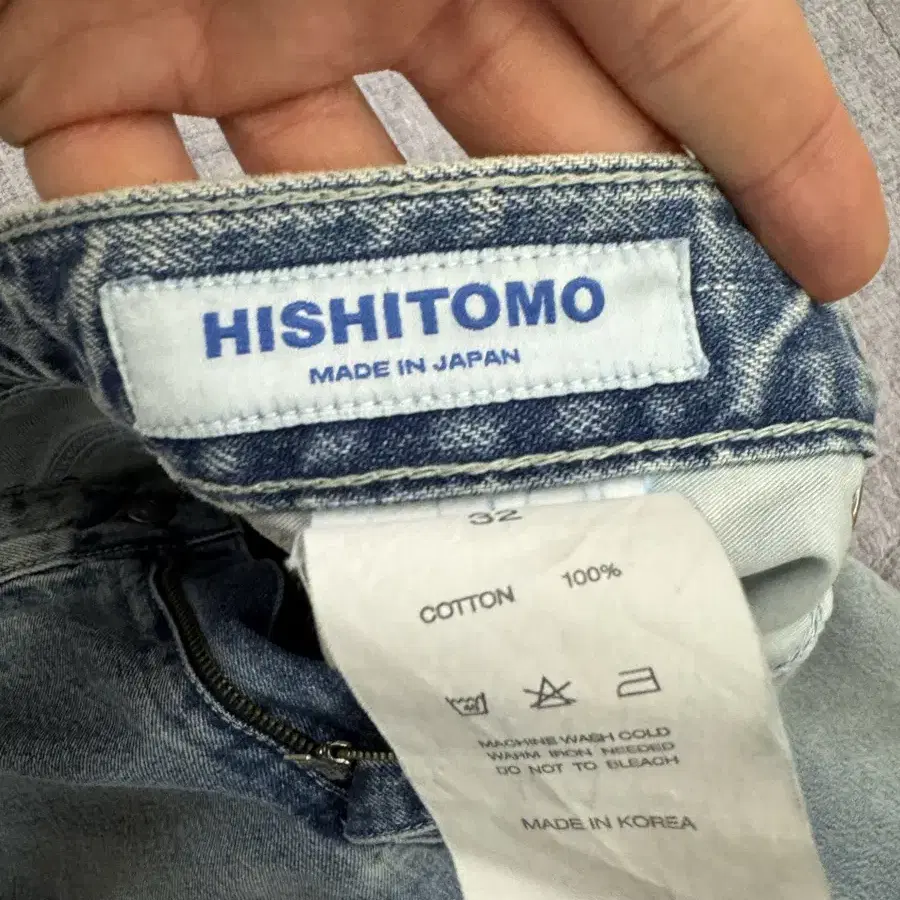 HISHITOMO
MADE IN JAPAN
32
COTTON 100%
MACHINE WASH COLD
WARM IRON NEEDED
DO NOT TO BLEACH
MADE IN KOREA